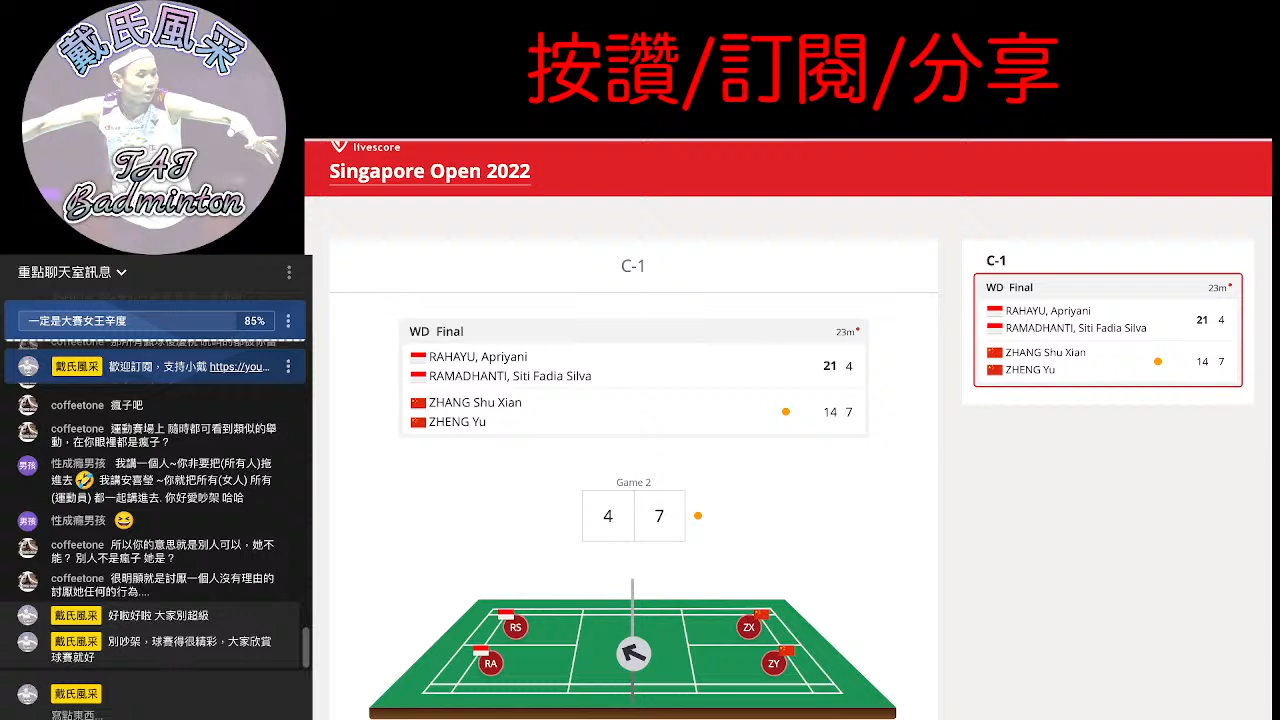 戴氏風采
TAI
Badminton
按讚/訂閱/分享
livescore
Singapore Open 2022
重點聊天室訊息
一定是大賽女王辛度 85%
戴氏風采 歡迎訂閱，支持小戴 https://you...
coffeetone 瘋子吧
coffeetone 運動賽場上 隨時都可看到類似的舉
動，在你眼裡都是瘋子？
男孩 性成癮男孩 我講一個人~你非要把(所有人)拖
進去🤣 我講安喜瑩 ~你就把所有(女人) 所有
(運動員) 都一起講進去. 你好愛吵架 哈哈
男孩 性成癮男孩 😆
coffeetone 所以你的意思就是別人可以，她不
能？ 別人不是瘋子 她是？
coffeetone 很明顯就是討厭一個人沒有理由的
討厭她任何的行為....
戴氏風采 好啦好啦 大家別超級
戴氏風采 別吵架，球賽得很精彩，大家欣賞
球賽就好
戴氏風采
寫點東西...
C-1
WD Final 23m
RAHAYU, Apriyani
RAMADHANTI, Siti Fadia Silva
21 4
ZHANG Shu Xian
ZHENG Yu
14 7
Game 2
4 7
RS
RA
ZX
ZY
C-1
WD Final 23m
RAHAYU, Apriyani
RAMADHANTI, Siti Fadia Silva
21 4
ZHANG Shu Xian
ZHENG Yu
14 7